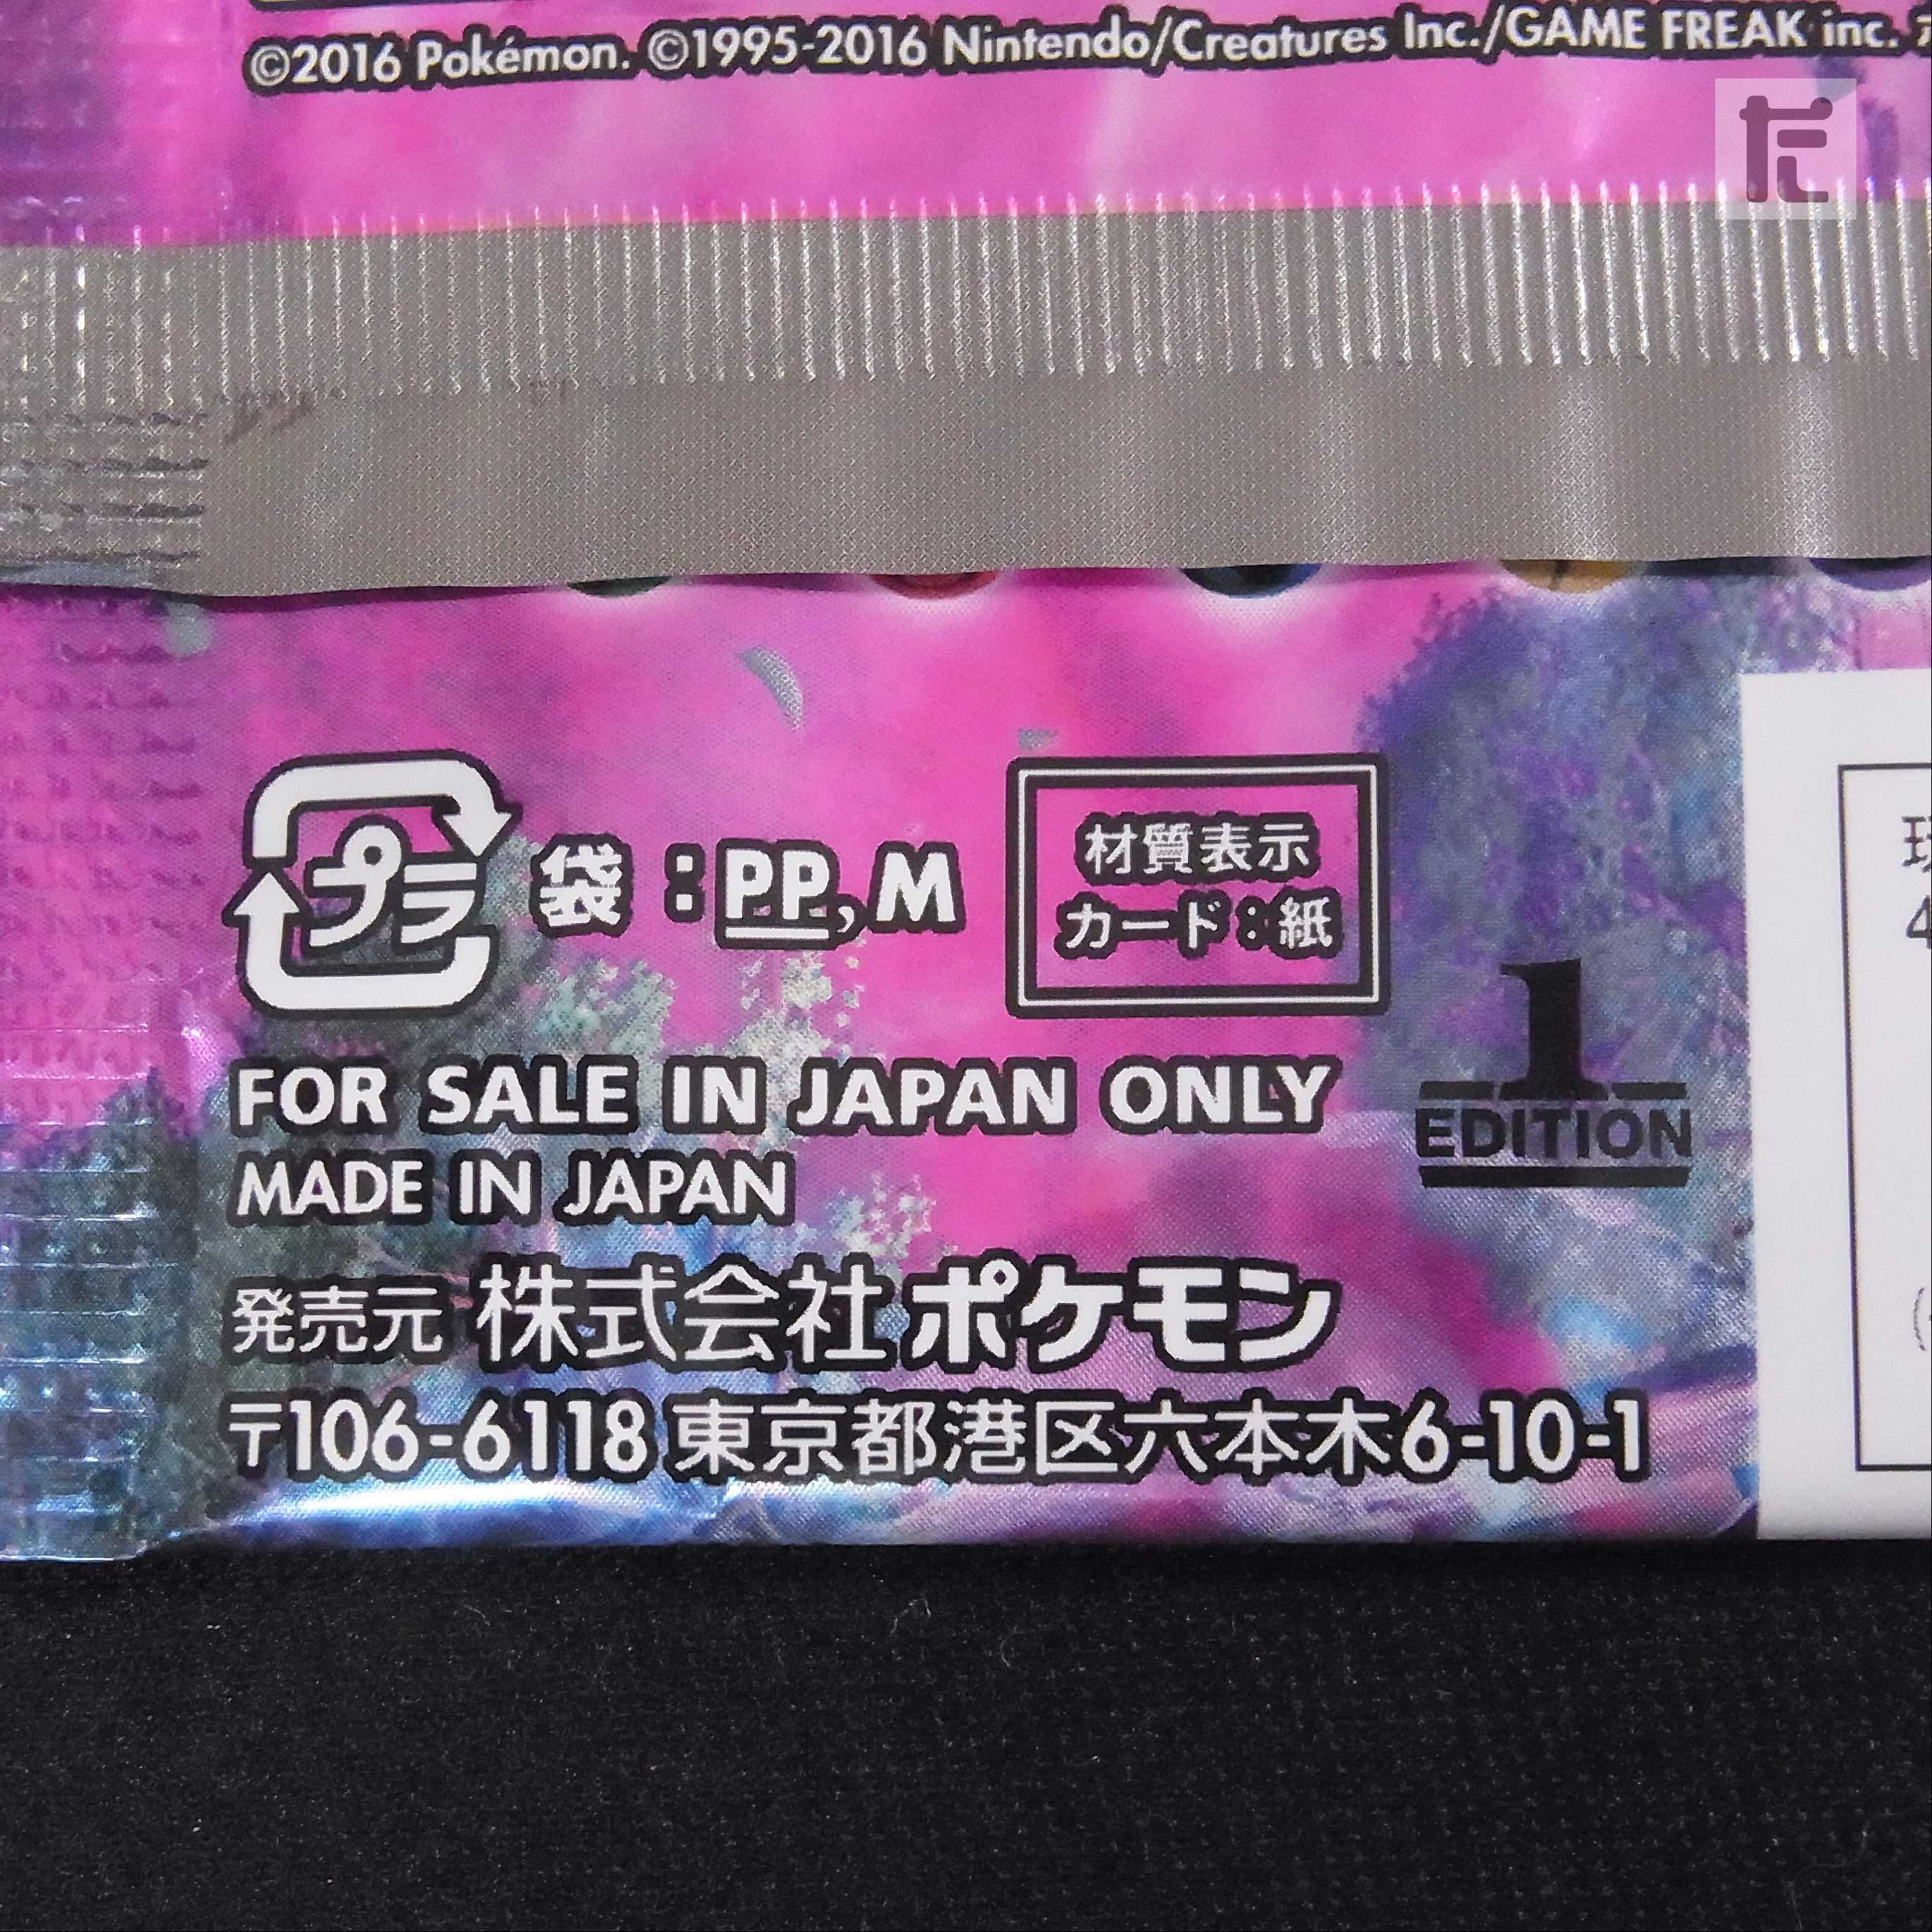 ©2016 Pokémon. ©1995-2016 Nintendo/Creatures Inc./GAME FREAK inc.
プラ 袋：PP,M
材質表示
カード：紙
1
EDITION
FOR SALE IN JAPAN ONLY
MADE IN JAPAN
発売元 株式会社ポケモン
〒106-6118 東京都港区六本木6-10-1